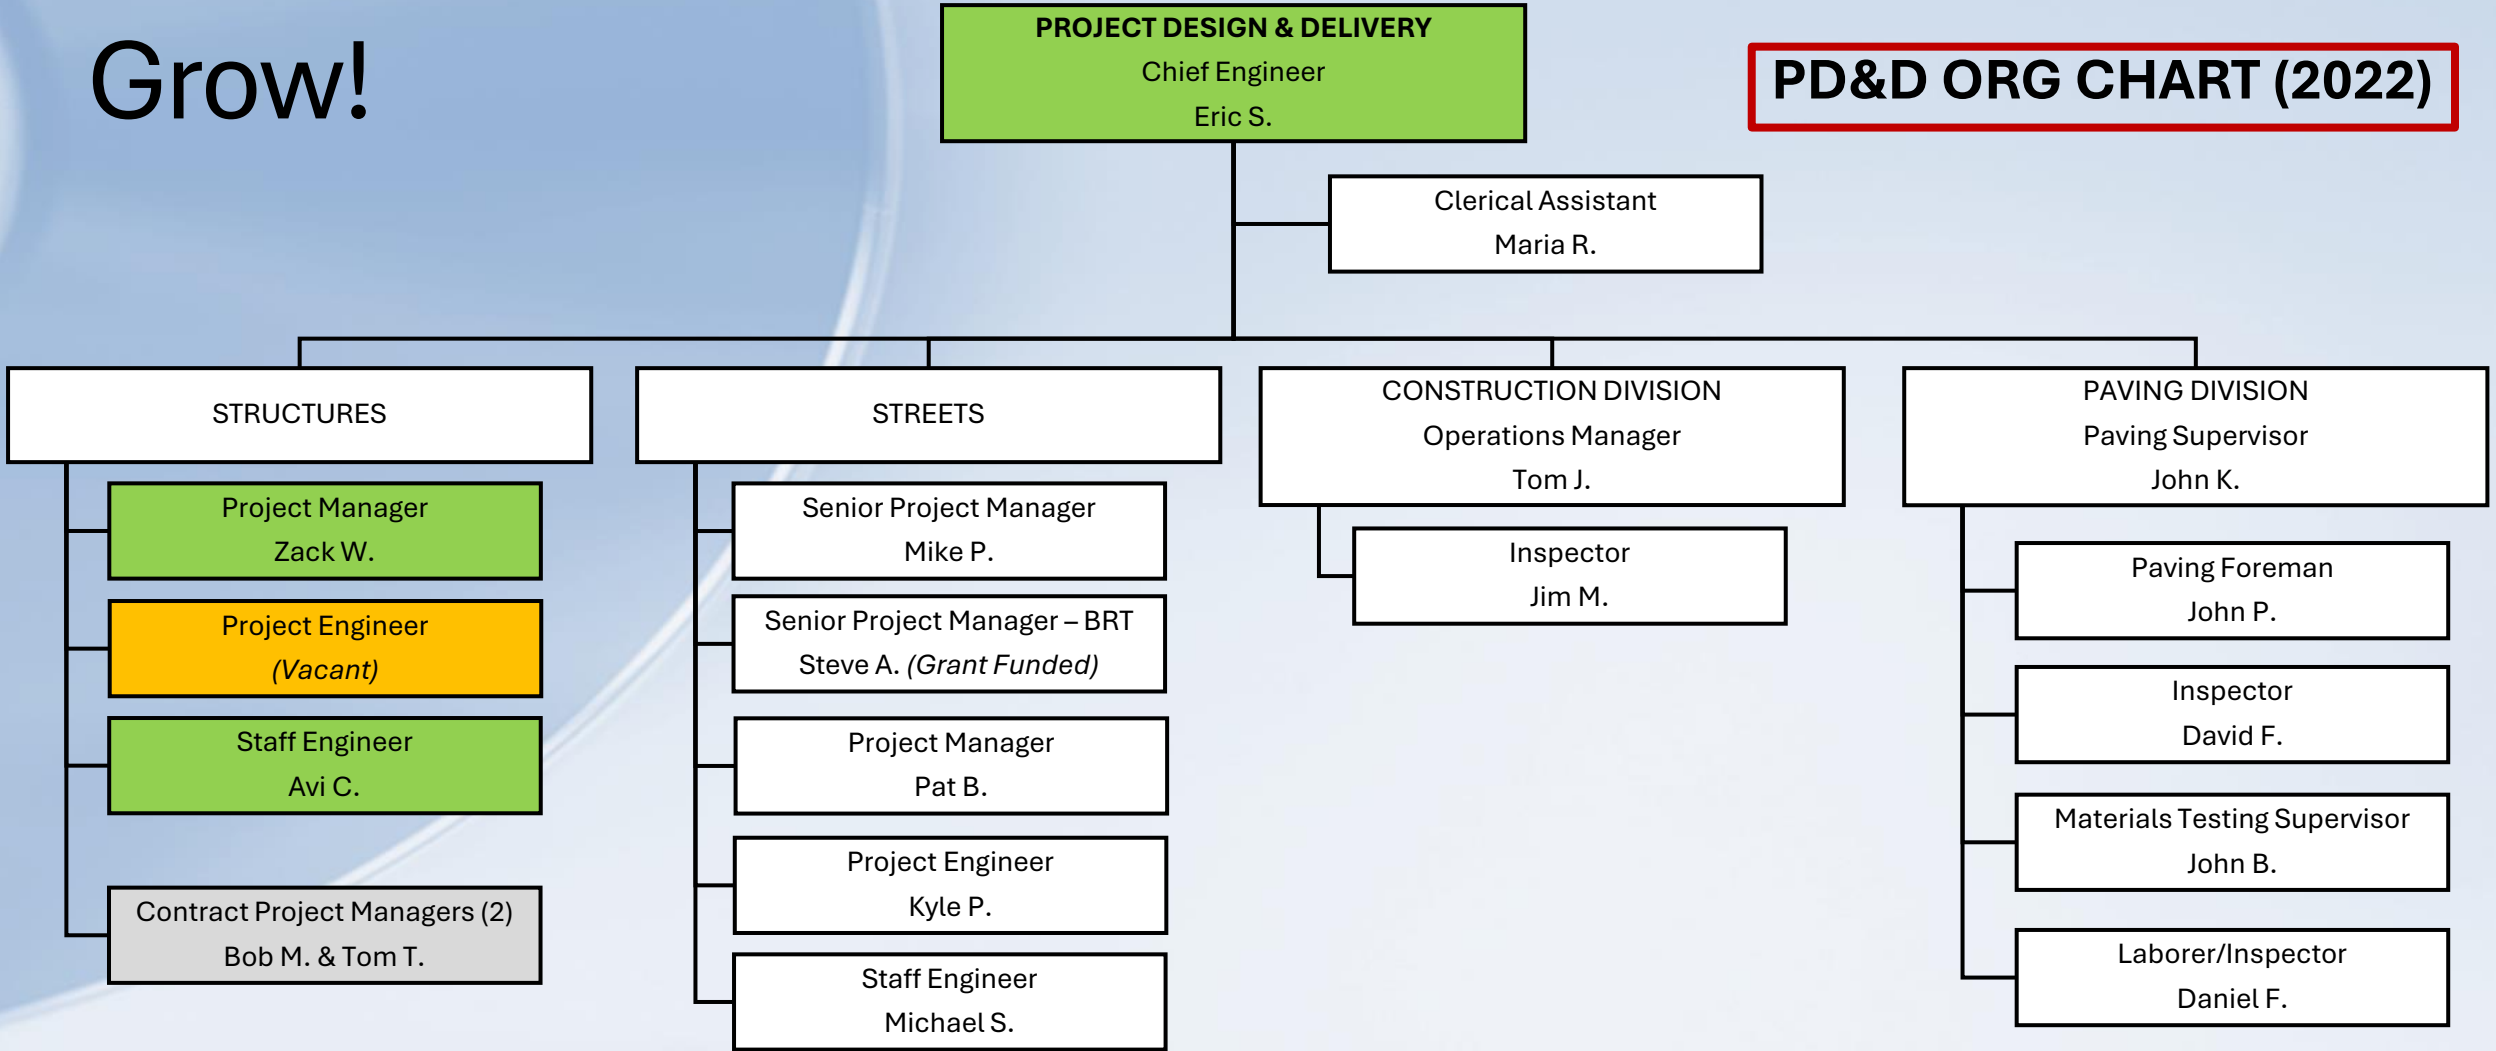 Grow!
PROJECT DESIGN & DELIVERY
Chief Engineer
Eric S.
PD&D ORG CHART (2022)
Clerical Assistant
Maria R.
STRUCTURES
Project Manager
Zack W.
Project Engineer
(Vacant)
Staff Engineer
Avi C.
Contract Project Managers (2)
Bob M. & Tom T.
STREETS
Senior Project Manager
Mike P.
Senior Project Manager – BRT
Steve A. (Grant Funded)
Project Manager
Pat B.
Project Engineer
Kyle P.
Staff Engineer
Michael S.
CONSTRUCTION DIVISION
Operations Manager
Tom J.
Inspector
Jim M.
PAVING DIVISION
Paving Supervisor
John K.
Paving Foreman
John P.
Inspector
David F.
Materials Testing Supervisor
John B.
Laborer/Inspector
Daniel F.